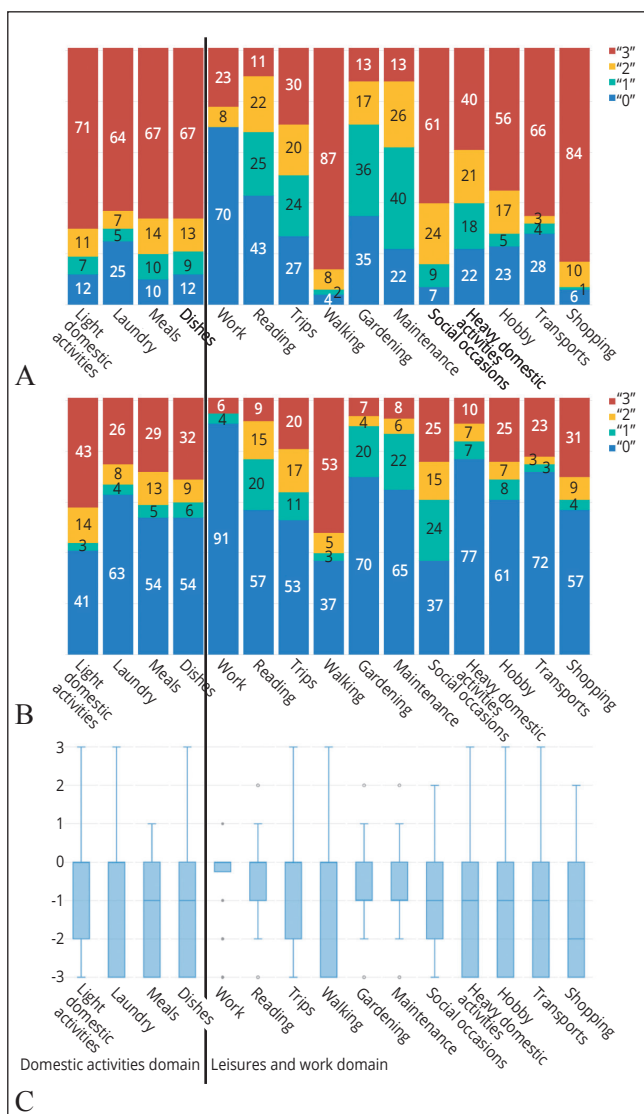 71 64 67 67 23 11 30 87 13 13 61 40 56 66 84
11 7 14 13 8 22 20 8 17 26 24 21 17 3 10
7 5 10 9 25 24 2 36 40 9 18 5 4 1
12 25 10 12 70 43 27 4 35 22 7 22 23 28 6
"3"
"2"
"1"
"0"
Light domestic activities
Laundry
Meals
Dishes
Work
Reading
Trips
Walking
Gardening
Maintenance
Social occasions
Heavy domestic activities
Hobby
Transports
Shopping
A
43 26 29 32 6 9 20 53 7 8 25 10 25 23 31
14 8 13 9 15 17 5 4 6 15 7 7 3 9
3 4 5 6 4 20 11 3 20 22 24 7 8 3 4
41 63 54 54 91 57 53 37 70 65 37 77 61 72 57
"3"
"2"
"1"
"0"
Light domestic activities
Laundry
Meals
Dishes
Work
Reading
Trips
Walking
Gardening
Maintenance
Social occasions
Heavy domestic activities
Hobby
Transports
Shopping
B
3
2
1
0
-1
-2
-3
Light domestic activities
Laundry
Meals
Dishes
Work
Reading
Trips
Walking
Gardening
Maintenance
Social occasions
Heavy domestic activities
Hobby
Transports
Shopping
Domestic activities domain
Leisures and work domain
C